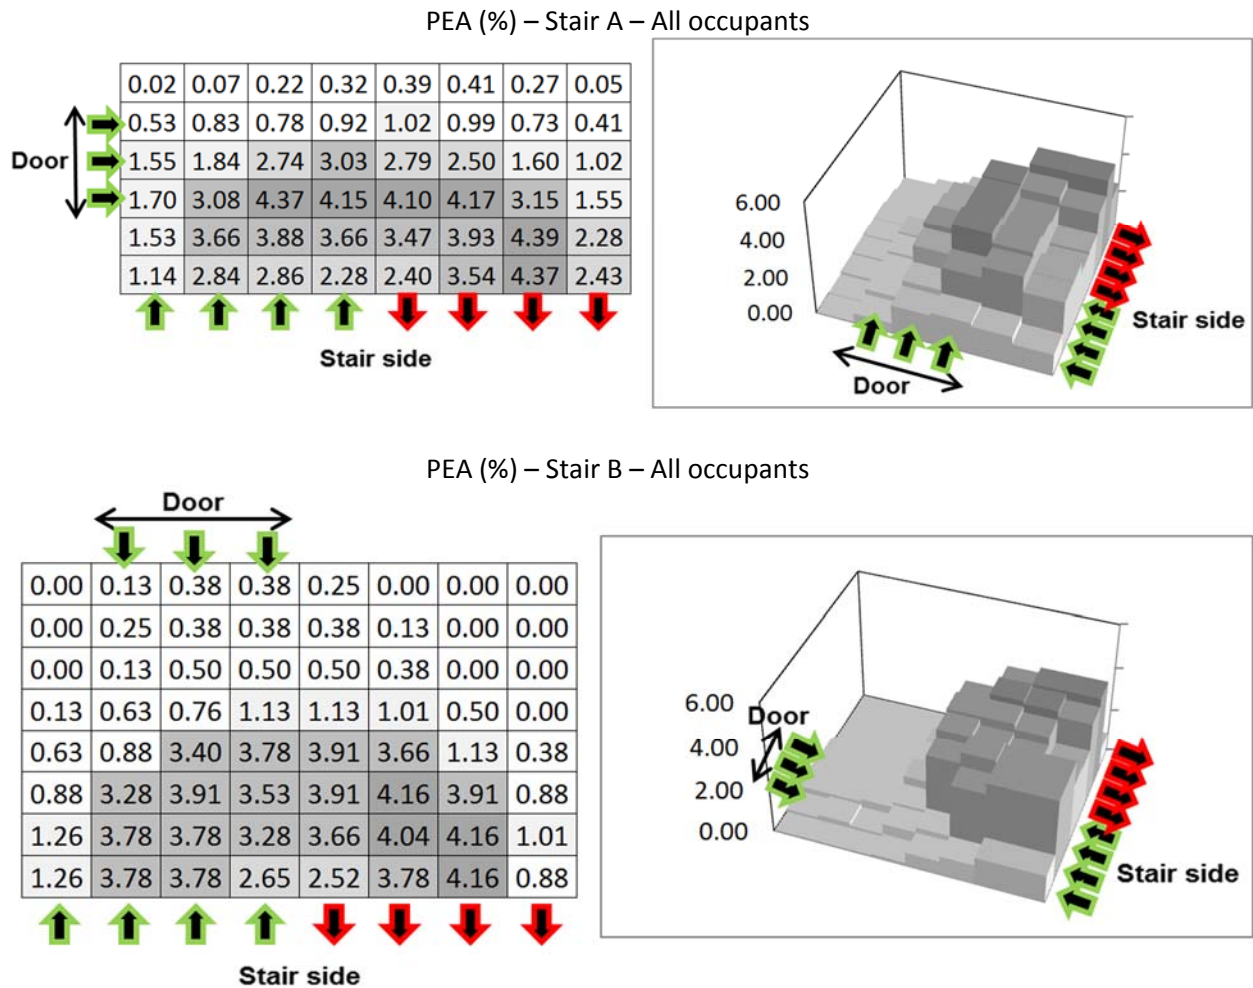 PEA (%) – Stair A – All occupants
0.02 0.07 0.22 0.32 0.39 0.41 0.27 0.05
0.53 0.83 0.78 0.92 1.02 0.99 0.73 0.41
Door
1.55 1.84 2.74 3.03 2.79 2.50 1.60 1.02
1.70 3.08 4.37 4.15 4.10 4.17 3.15 1.55
1.53 3.66 3.88 3.66 3.47 3.93 4.39 2.28
1.14 2.84 2.86 2.28 2.40 3.54 4.37 2.43
Stair side
6.00
4.00
2.00
0.00
Stair side
Door
PEA (%) – Stair B – All occupants
Door
0.00 0.13 0.38 0.38 0.25 0.00 0.00 0.00
0.00 0.25 0.38 0.38 0.38 0.13 0.00 0.00
0.00 0.13 0.50 0.50 0.50 0.38 0.00 0.00
0.13 0.63 0.76 1.13 1.13 1.01 0.50 0.00
0.63 0.88 3.40 3.78 3.91 3.66 1.13 0.38
0.88 3.28 3.91 3.53 3.91 4.16 3.91 0.88
1.26 3.78 3.78 3.28 3.66 4.04 4.16 1.01
1.26 3.78 3.78 2.65 2.52 3.78 4.16 0.88
Stair side
6.00
Door
4.00
2.00
0.00
Stair side